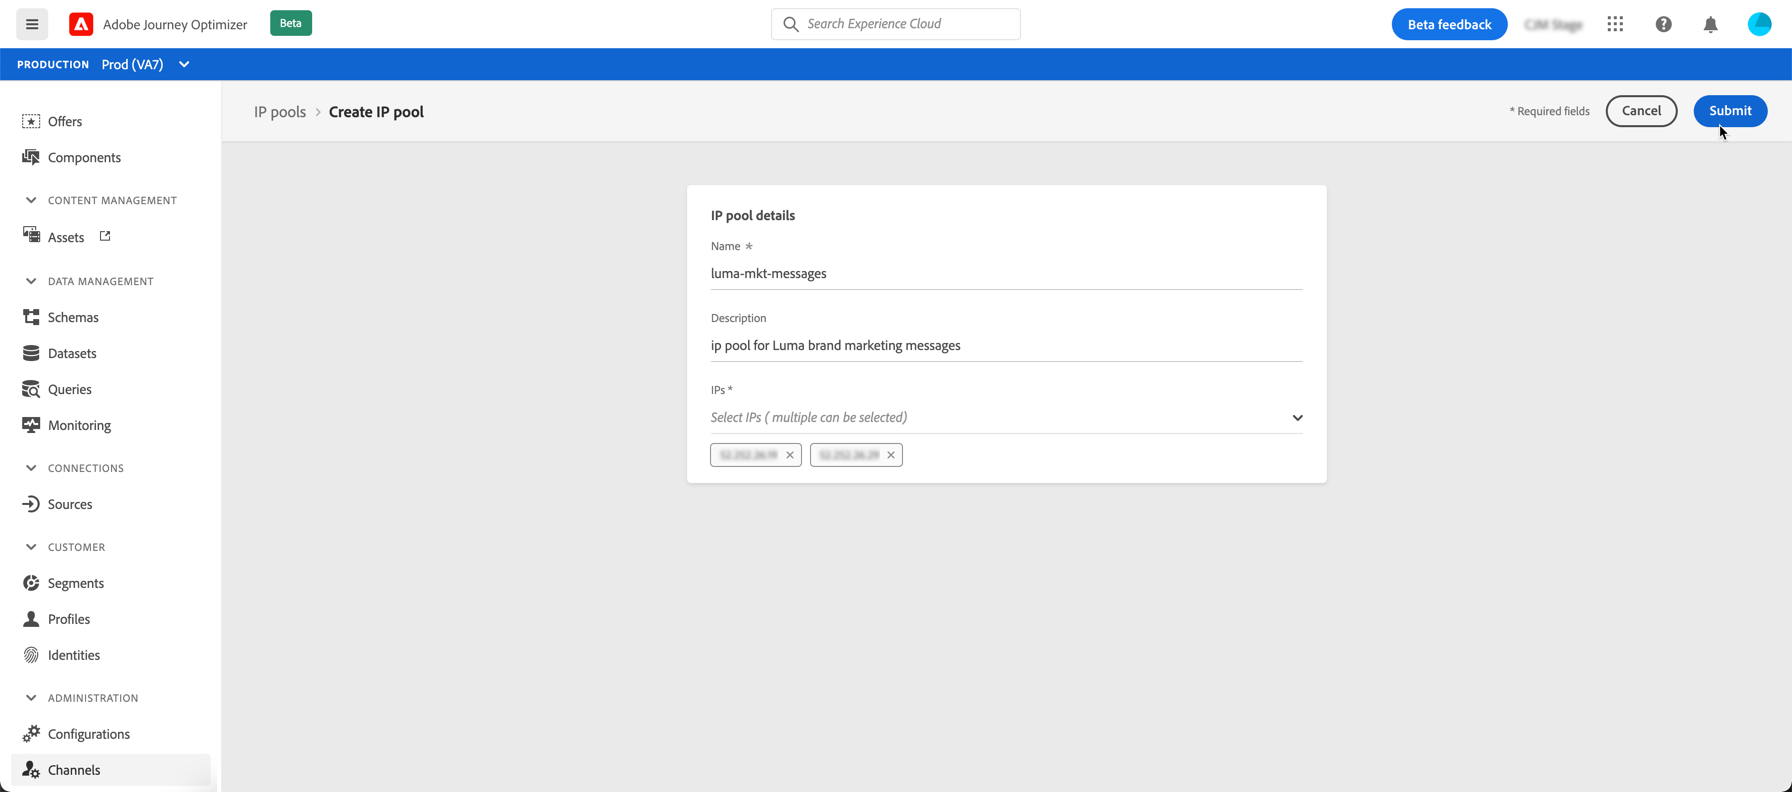 Adobe Journey Optimizer
Beta
Search Experience Cloud
Beta feedback
PRODUCTION Prod (VA7)
IP pools > Create IP pool
* Required fields
Cancel
Submit
Offers
Components
CONTENT MANAGEMENT
Assets
DATA MANAGEMENT
Schemas
Datasets
Queries
Monitoring
CONNECTIONS
Sources
CUSTOMER
Segments
Profiles
Identities
ADMINISTRATION
Configurations
Channels
IP pool details
Name *
luma-mkt-messages
Description
ip pool for Luma brand marketing messages
IPs *
Select IPs ( multiple can be selected)